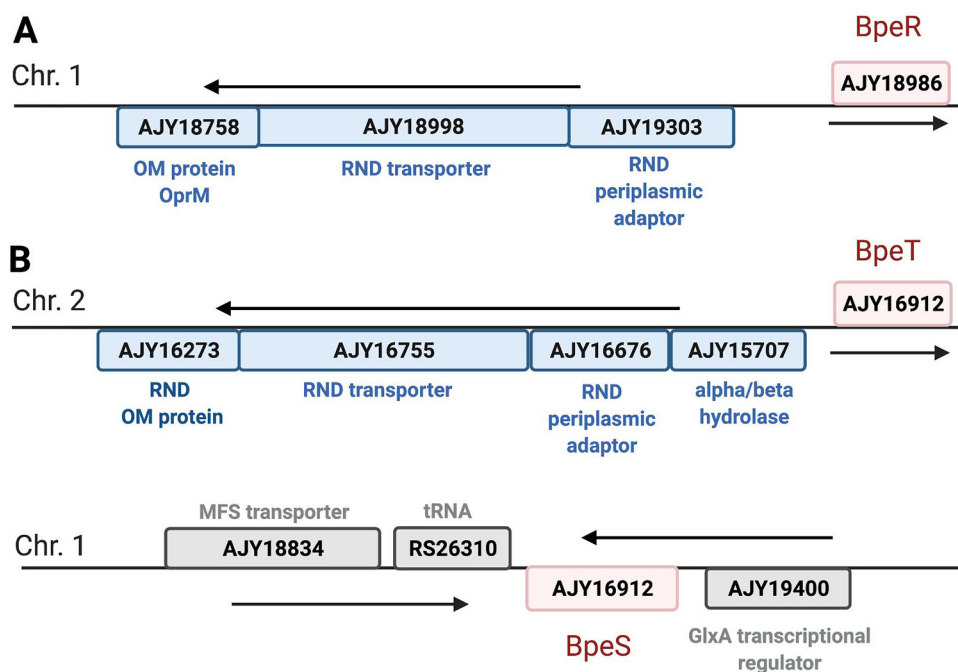 A
BpeR
Chr. 1
AJY18986
AJY18758
AJY18998
AJY19303
OM protein
OprM
RND transporter
RND
periplasmic
adaptor
B
BpeT
Chr. 2
AJY16912
AJY16273
AJY16755
AJY16676
AJY15707
RND
OM protein
RND transporter
RND
periplasmic
adaptor
alpha/beta
hydrolase
MFS transporter
tRNA
Chr. 1
AJY18834
RS26310
AJY16912
AJY19400
BpeS
GlxA transcriptional
regulator